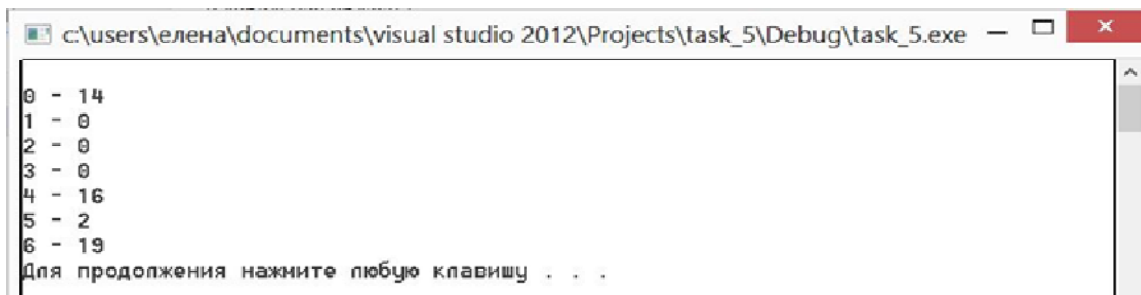 c:\users\елена\documents\visual studio 2012\Projects\task_5\Debug\task_5.exe
0 - 14
1 - 0
2 - 0
3 - 0
4 - 16
5 - 2
6 - 19
Для продолжения нажмите любую клавишу . . .